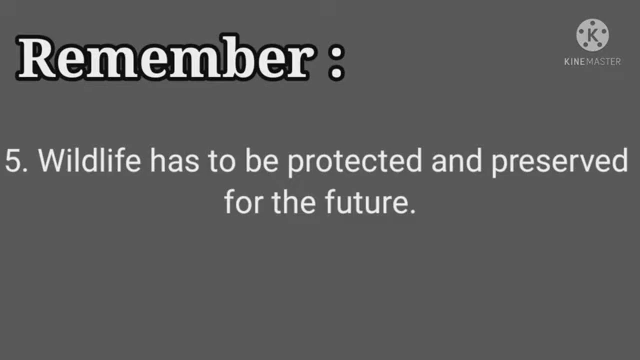 Remember :
KINEMASTER
5. Wildlife has to be protected and preserved
for the future.